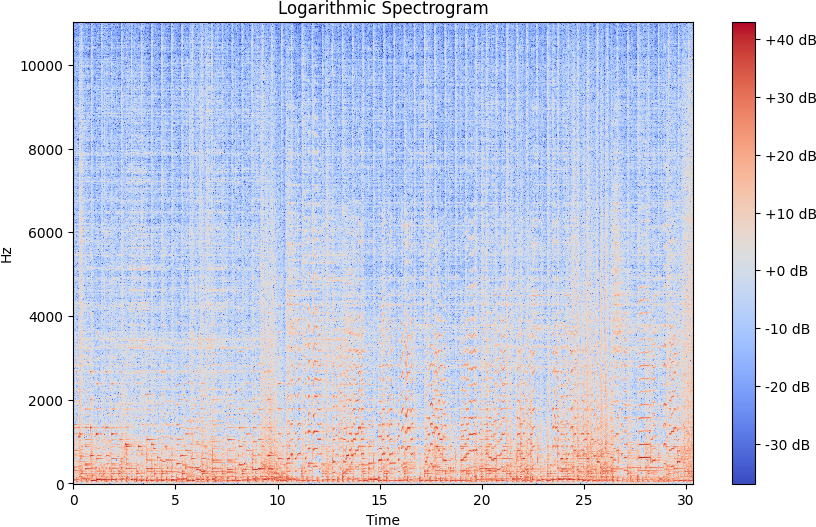 Logarithmic Spectrogram
Hz
10000
8000
6000
4000
2000
0
0 5 10 15 20 25 30
Time
+40 dB
+30 dB
+20 dB
+10 dB
+0 dB
-10 dB
-20 dB
-30 dB